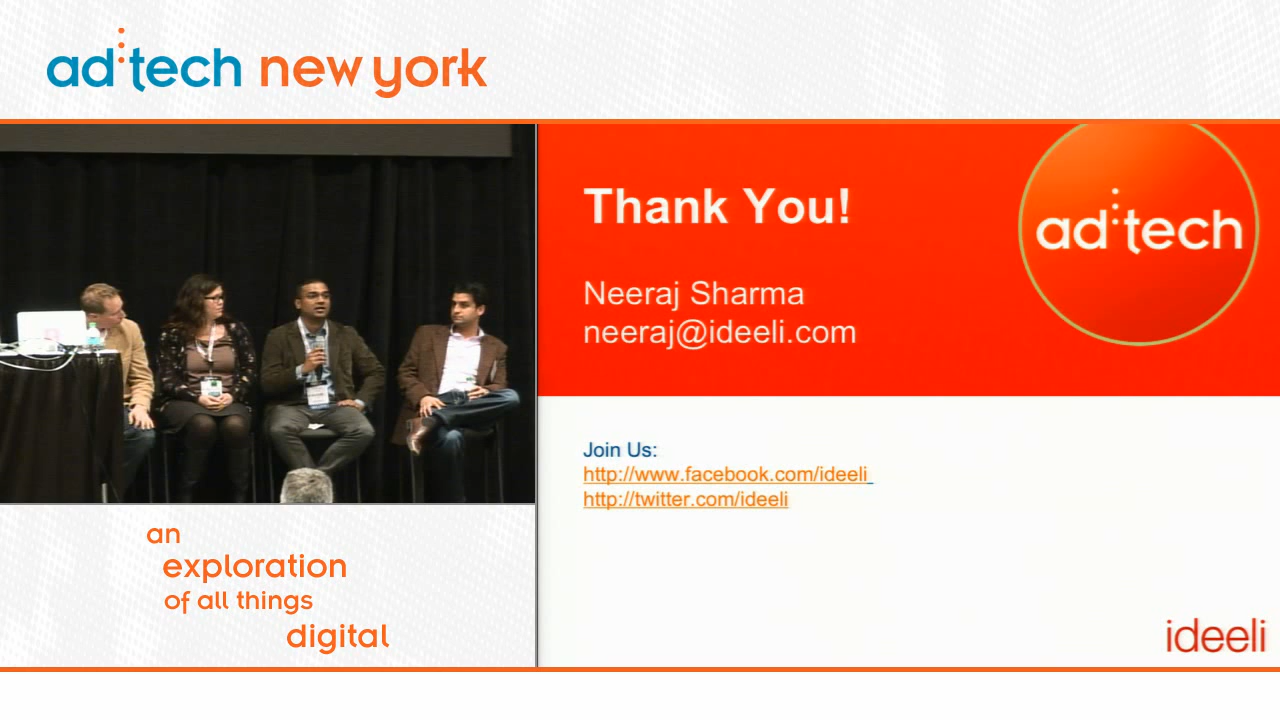 ad:tech new york
Thank You!
ad:tech
Neeraj Sharma
neeraj@ideeli.com
Join Us:
http://www.facebook.com/ideeli
http://twitter.com/ideeli
an
exploration
of all things
digital
ideeli